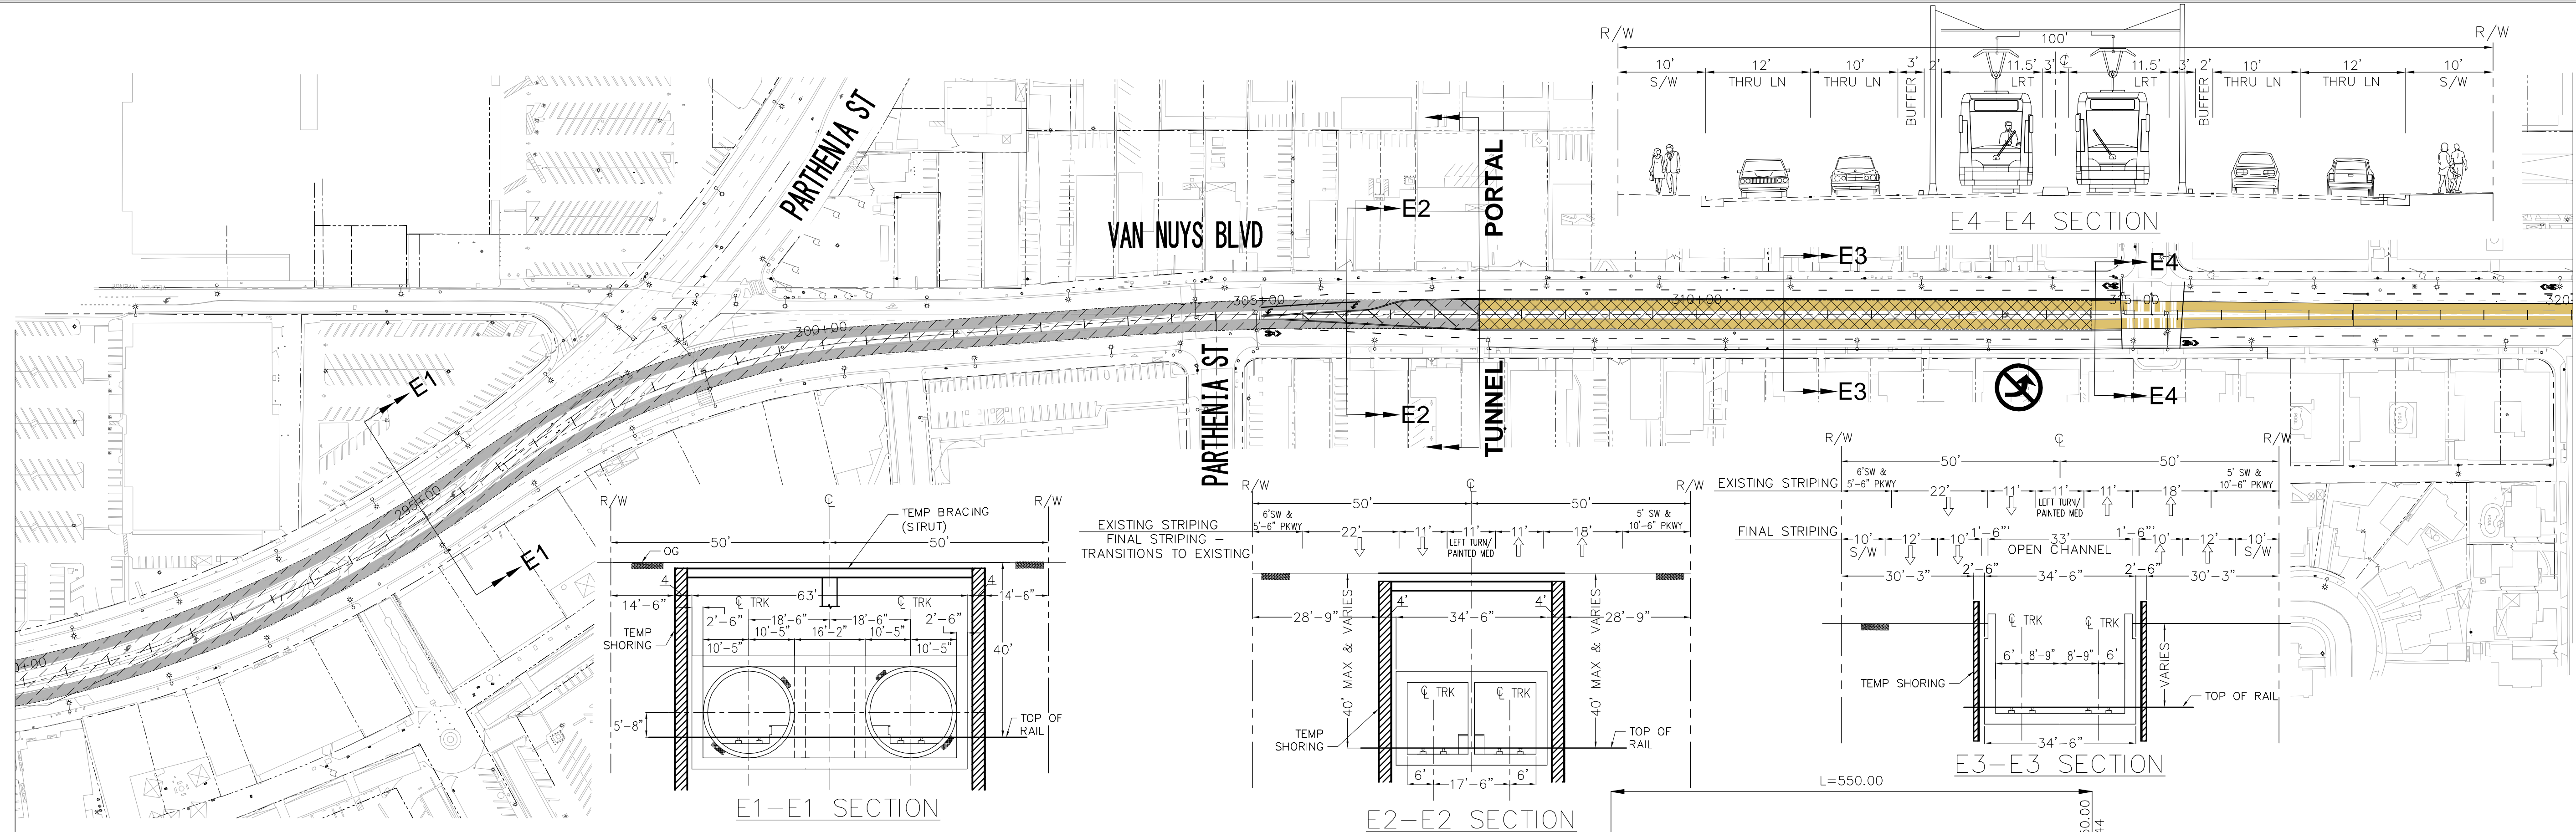 R/W
R/W
100'
10'
12'
10'
3'
2'
11.5'
3'
℄
11.5'
3'
2'
10'
12'
10'
S/W
THRU LN
THRU LN
BUFFER
LRT
LRT
BUFFER
THRU LN
THRU LN
S/W
E4-E4 SECTION
PARTHENIA ST
VAN NUYS BLVD
PORTAL
TUNNEL
PARTHENIA ST
E1
E1
E2
E2
E3
E3
E4
E4
295+00
300+00
305+00
310+00
315+00
320
R/W
℄
R/W
TEMP BRACING
(STRUT)
50'
50'
OG
4
4
63'
14'-6"
14'-6"
℄ TRK
℄ TRK
2'-6"
18'-6"
18'-6"
2'-6"
10'-5"
16'-2"
10'-5"
10'-5"
10'-5"
TEMP
SHORING
40'
5'-8"
TOP OF
RAIL
E1-E1 SECTION
R/W
℄
R/W
50'
50'
EXISTING STRIPING
FINAL STRIPING -
TRANSITIONS TO EXISTING
6'SW &
5'-6" PKWY
22'
11'
11'
11'
18'
5' SW &
10'-6" PKWY
LEFT TURN/
PAINTED MED
40' MAX & VARIES
40' MAX & VARIES
4'
4'
28'-9"
34'-6"
28'-9"
℄ TRK
℄ TRK
TEMP
SHORING
TOP OF
RAIL
6'
17'-6"
6'
E2-E2 SECTION
R/W
℄
R/W
50'
50'
EXISTING STRIPING
6'SW &
5'-6" PKWY
22'
11'
11'
11'
18'
5' SW &
10'-6" PKWY
LEFT TURN/
PAINTED MED
FINAL STRIPING
10'
12'
10'
1'-6"
33'
1'-6"
10'
12'
10'
S/W
OPEN CHANNEL
S/W
2'-6"
2'-6"
30'-3"
34'-6"
30'-3"
℄ TRK
℄ TRK
6'
8'-9"
8'-9"
6'
VARIES
TEMP SHORING
TOP OF RAIL
34'-6"
E3-E3 SECTION
L=550.00